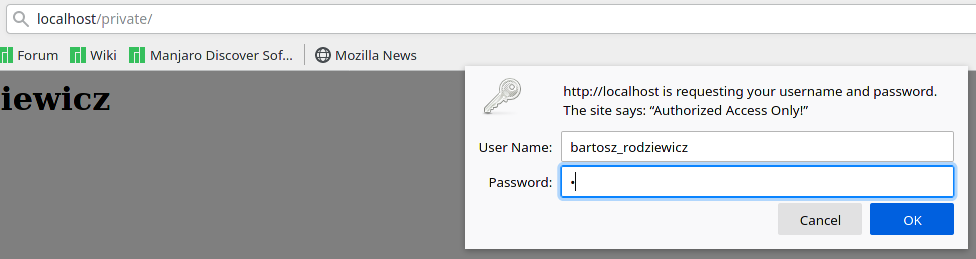 localhost/private/
Forum Wiki Manjaro Discover Sof... Mozilla News
iewicz
http://localhost is requesting your username and password.
The site says: “Authorized Access Only!”
User Name: bartosz_rodziewicz
Password: •
Cancel OK